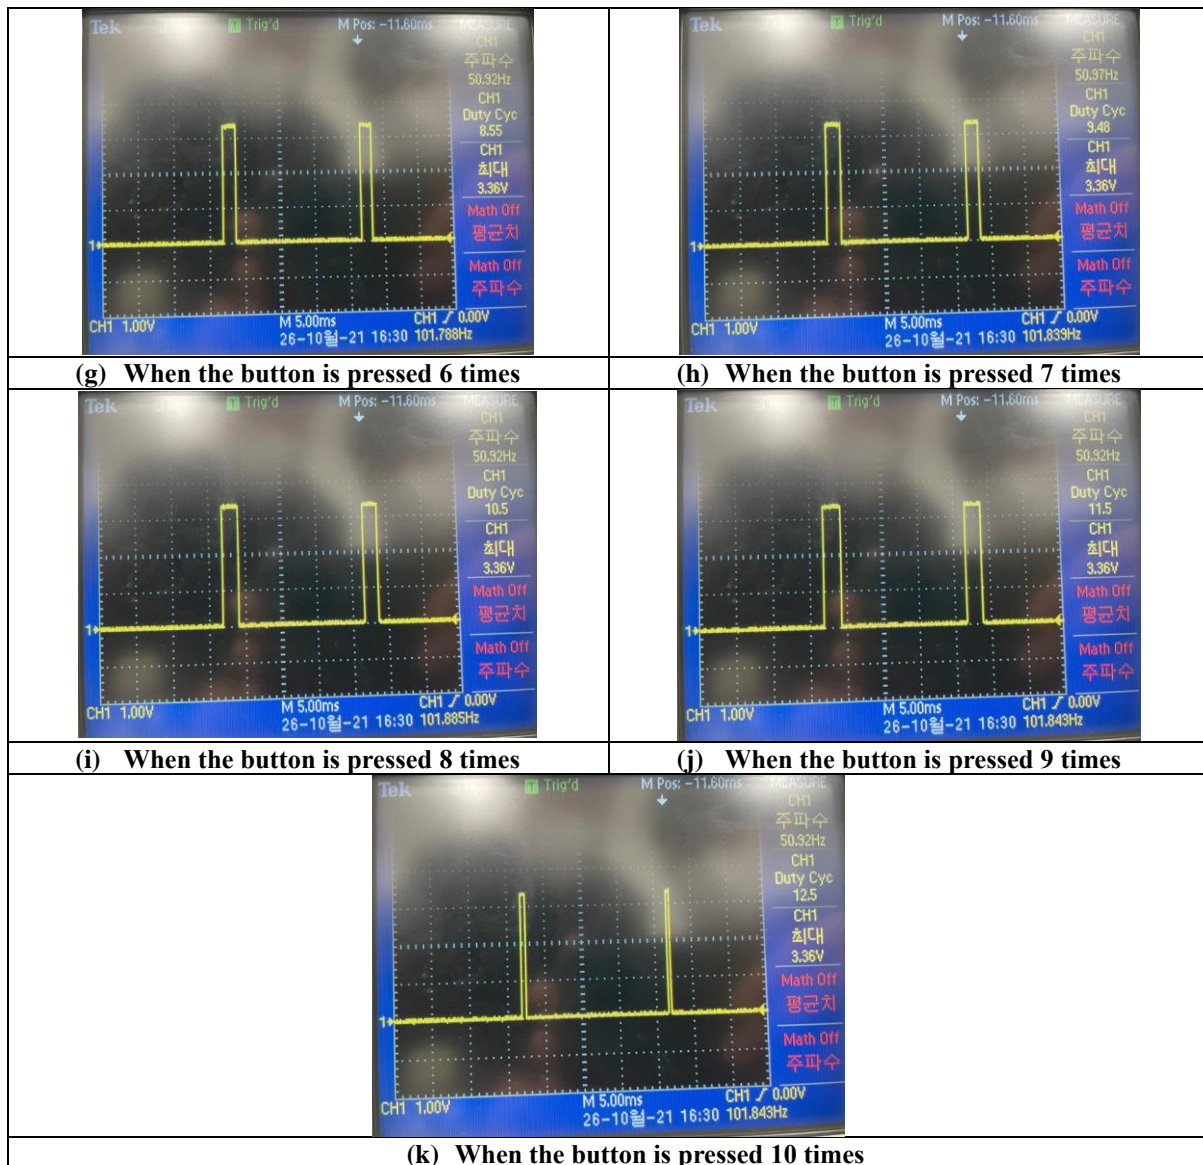 Tek Trig'd M Pos: -11.60ms MEASURE
CH1
주파수
50.92Hz
CH1
Duty Cyc
8.55
CH1
최대
3.36V
Math Off
평균치
Math Off
주파수
1
CH1 1.00V M 5.00ms CH1 0.00V
26-10월-21 16:30 101.788Hz
(g) When the button is pressed 6 times
Tek Trig'd M Pos: -11.60ms MEASURE
CH1
주파수
50.97Hz
CH1
Duty Cyc
9.48
CH1
최대
3.36V
Math Off
평균치
Math Off
주파수
1
CH1 1.00V M 5.00ms CH1 0.00V
26-10월-21 16:30 101.839Hz
(h) When the button is pressed 7 times
Tek Trig'd M Pos: -11.60ms MEASURE
CH1
주파수
50.92Hz
CH1
Duty Cyc
10.5
CH1
최대
3.36V
Math Off
평균치
Math Off
주파수
1
CH1 1.00V M 5.00ms CH1 0.00V
26-10월-21 16:30 101.885Hz
(i) When the button is pressed 8 times
Tek Trig'd M Pos: -11.60ms MEASURE
CH1
주파수
50.92Hz
CH1
Duty Cyc
11.5
CH1
최대
3.36V
Math Off
평균치
Math Off
주파수
1
CH1 1.00V M 5.00ms CH1 0.00V
26-10월-21 16:30 101.843Hz
(j) When the button is pressed 9 times
Tek Trig'd M Pos: -11.60ms MEASURE
CH1
주파수
50.92Hz
CH1
Duty Cyc
12.5
CH1
최대
3.36V
Math Off
평균치
Math Off
주파수
1
CH1 1.00V M 5.00ms CH1 0.00V
26-10월-21 16:30 101.843Hz
(k) When the button is pressed 10 times